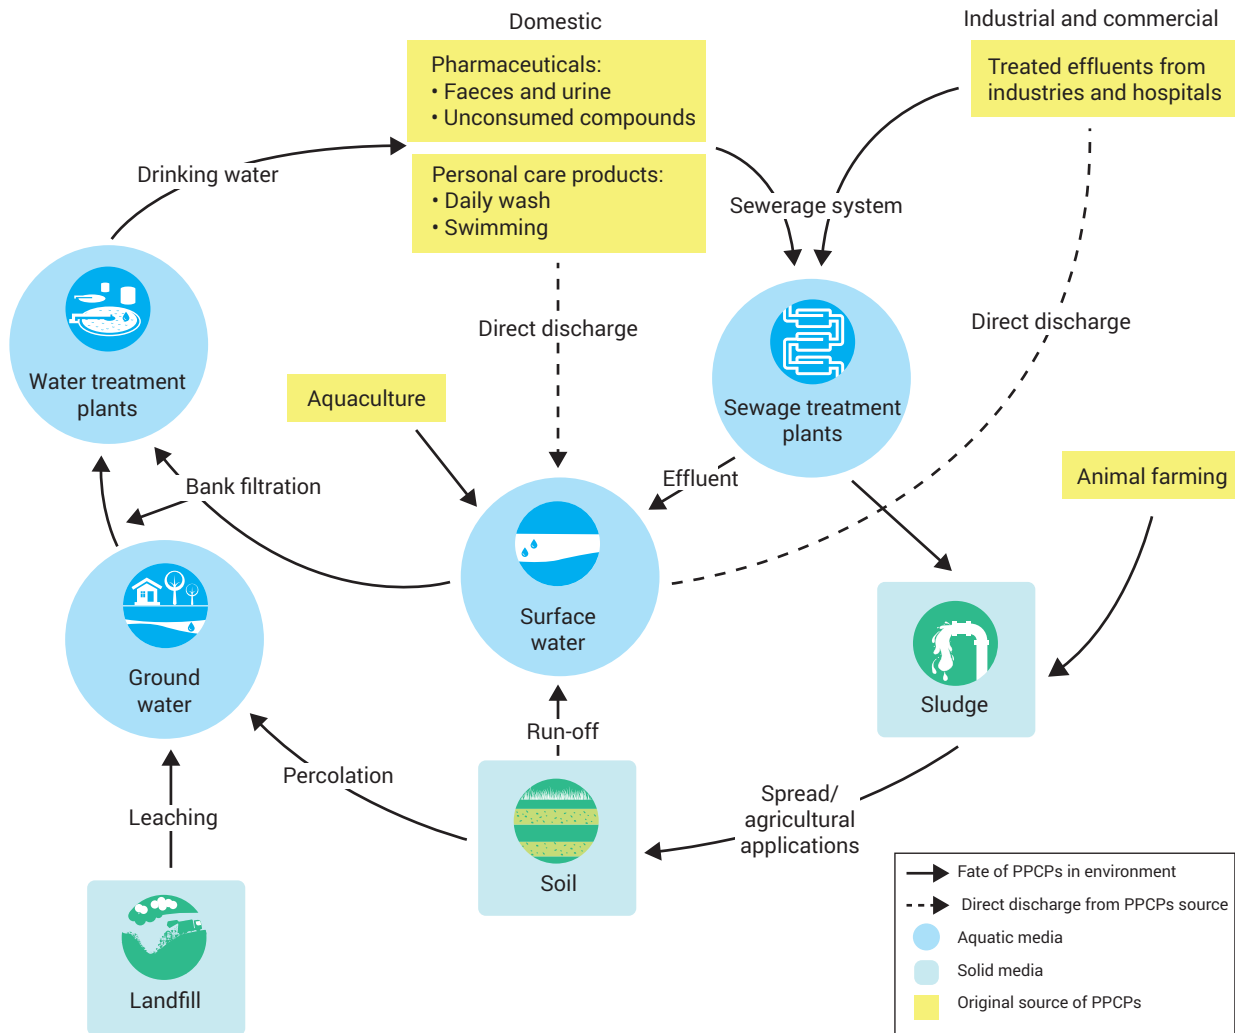 Domestic
Industrial and commercial
Pharmaceuticals:
• Faeces and urine
• Unconsumed compounds
Treated effluents from
industries and hospitals
Drinking water
Personal care products:
• Daily wash
• Swimming
Sewerage system
Direct discharge
Direct discharge
Water treatment
plants
Aquaculture
Sewage treatment
plants
Effluent
Animal farming
Bank filtration
Surface
water
Ground
water
Sludge
Run-off
Percolation
Leaching
Spread/
agricultural
applications
Soil
Landfill
Fate of PPCPs in environment
Direct discharge from PPCPs source
Aquatic media
Solid media
Original source of PPCPs